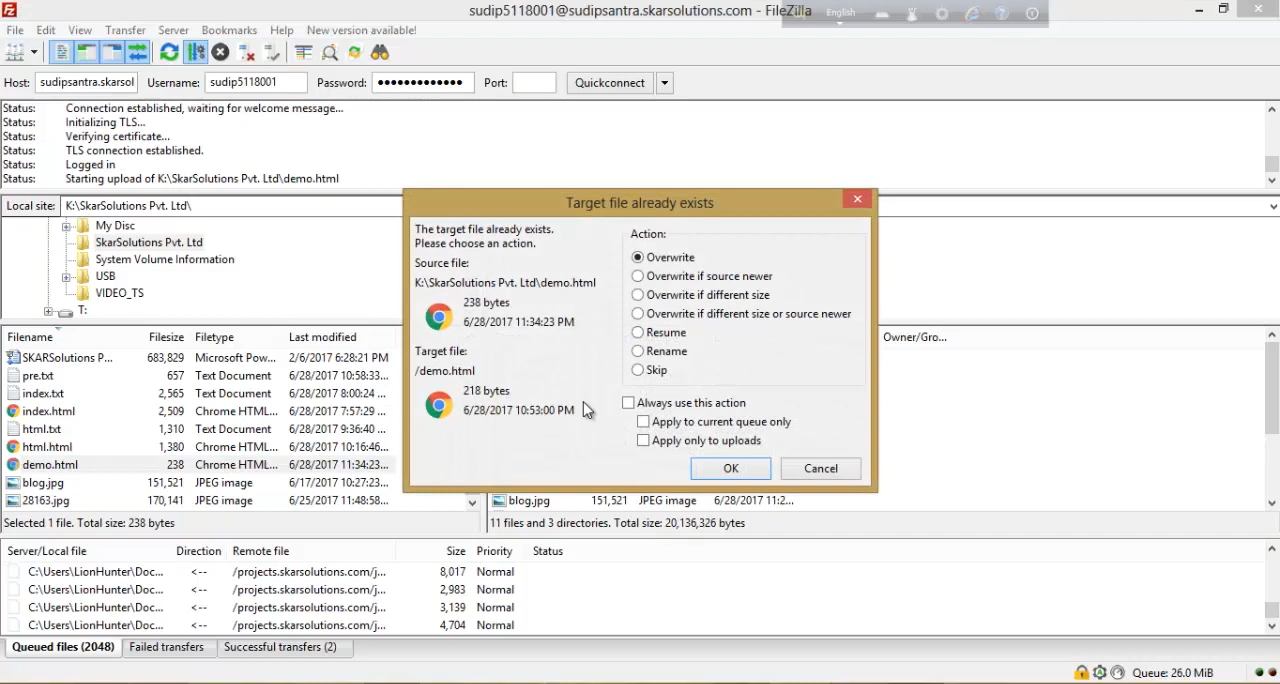 sudip5118001@sudipsantra.skarsolutions.com - FileZilla
English
File Edit View Transfer Server Bookmarks Help New version available!
Host: sudipsantra.skarsol Username: sudip5118001 Password: •••••••••••••• Port: Quickconnect
Status: Connection established, waiting for welcome message...
Status: Initializing TLS...
Status: Verifying certificate...
Status: TLS connection established.
Status: Logged in
Status: Starting upload of K:\SkarSolutions Pvt. Ltd\demo.html
Local site: K:\SkarSolutions Pvt. Ltd\
My Disc
SkarSolutions Pvt. Ltd
System Volume Information
USB
VIDEO_TS
T:
Target file already exists
The target file already exists.
Please choose an action.
Source file:
K:\SkarSolutions Pvt. Ltd\demo.html
238 bytes
6/28/2017 11:34:23 PM
Target file:
/demo.html
218 bytes
6/28/2017 10:53:00 PM
Action:
Overwrite
Overwrite if source newer
Overwrite if different size
Overwrite if different size or source newer
Resume
Rename
Skip
Always use this action
Apply to current queue only
Apply only to uploads
OK Cancel
Filename Filesize Filetype Last modified
SKARSolutions P... 683,829 Microsoft Pow... 2/6/2017 6:28:21 PM
pre.txt 657 Text Document 6/28/2017 10:58:33...
index.txt 2,565 Text Document 6/28/2017 8:00:24 ...
index.html 2,509 Chrome HTML... 6/28/2017 7:57:29 ...
html.txt 1,310 Text Document 6/28/2017 9:36:40 ...
html.html 1,380 Chrome HTML... 6/28/2017 10:16:46...
demo.html 238 Chrome HTML... 6/28/2017 11:34:23...
blog.jpg 151,521 JPEG image 6/28/2017 10:27:23...
28163.jpg 170,141 JPEG image 6/25/2017 11:48:58...
Selected 1 file. Total size: 238 bytes
Owner/Gro...
blog.jpg 151,521 JPEG image 6/28/2017 11:2...
11 files and 3 directories. Total size: 20,136,326 bytes
Server/Local file Direction Remote file Size Priority Status
C:\Users\LionHunter\Doc... <-- /projects.skarsolutions.com/j... 8,017 Normal
C:\Users\LionHunter\Doc... <-- /projects.skarsolutions.com/j... 2,983 Normal
C:\Users\LionHunter\Doc... <-- /projects.skarsolutions.com/j... 3,139 Normal
C:\Users\LionHunter\Doc... <-- /projects.skarsolutions.com/j... 4,704 Normal
Queued files (2048) Failed transfers Successful transfers (2)
Queue: 26.0 MiB